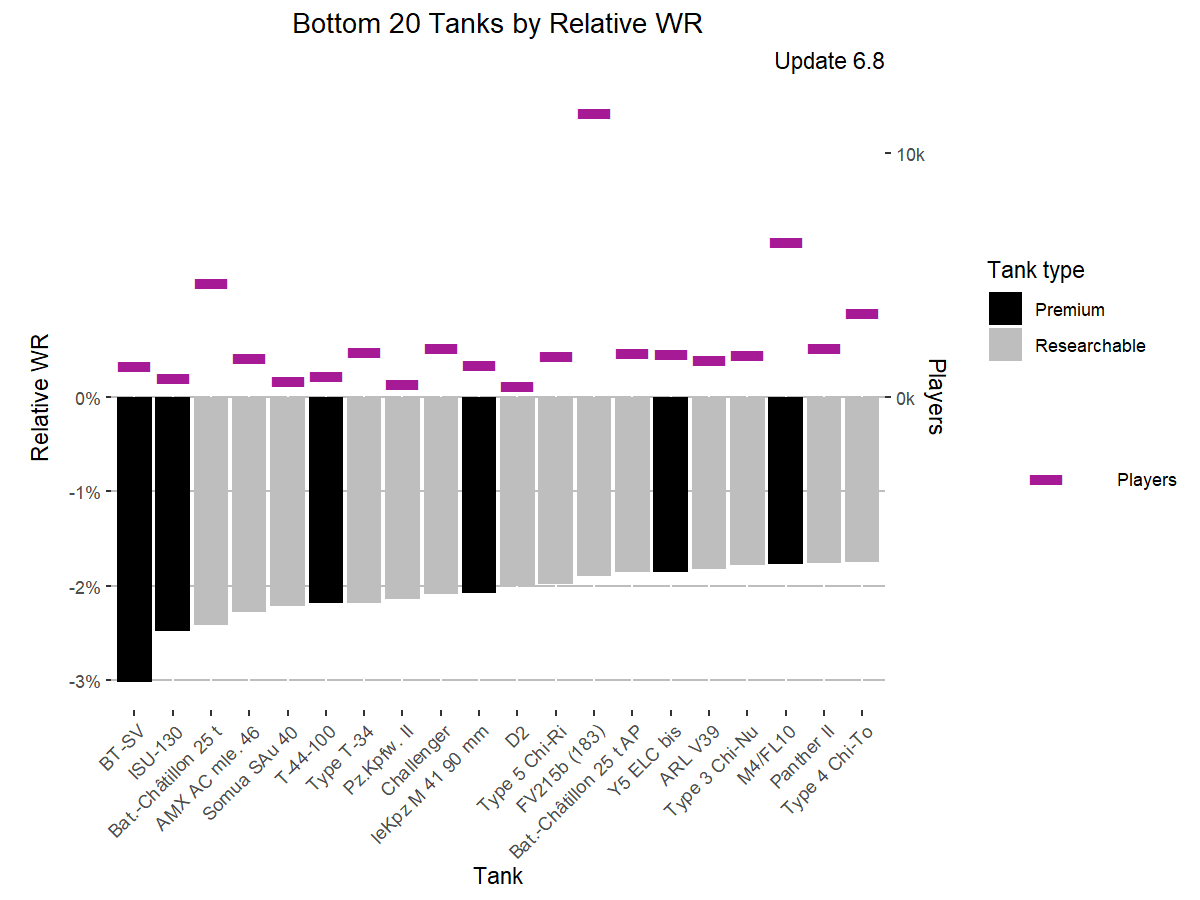 Bottom 20 Tanks by Relative WR
Update 6.8
Relative WR
0%
-1%
-2%
-3%
10k
0k
Players
Tank type
Premium
Researchable
Players
BT-SV
ISU-130
Bat.-Châtillon 25 t
AMX AC mle. 46
Somua SAu 40
T-44-100
Type T-34
Pz.Kpfw. II
Challenger
leKpz M 41 90 mm
D2
Type 5 Chi-Ri
FV215b (183)
Bat.-Châtillon 25 t AP
Y5 ELC bis
ARL V39
Type 3 Chi-Nu
M4/FL10
Panther II
Type 4 Chi-To
Tank